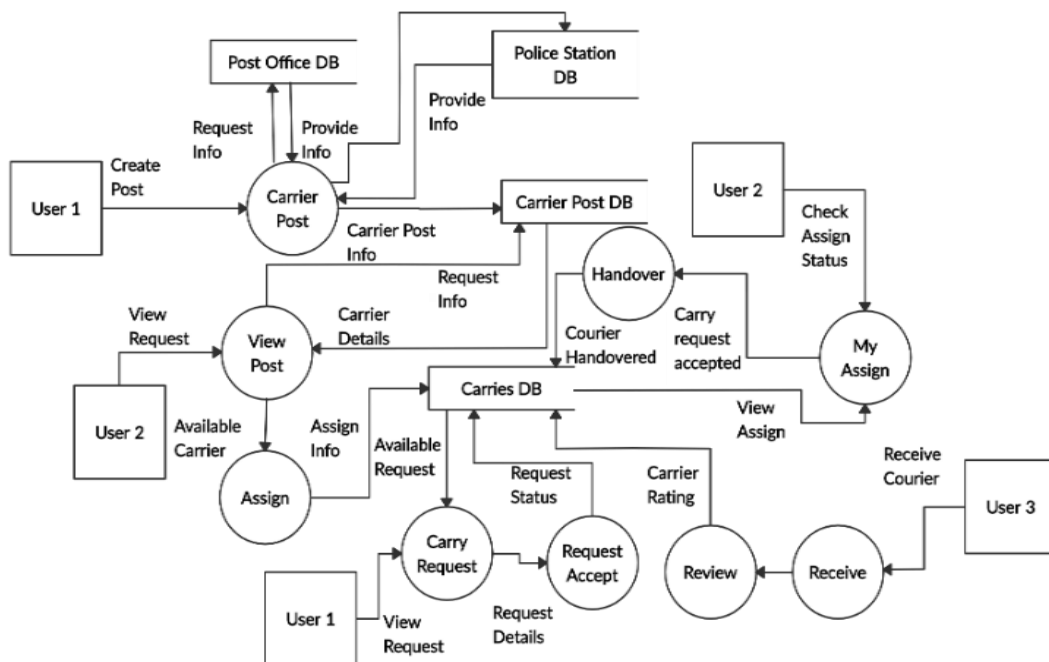 Post Office DB
Police Station
DB
Request
Info
Provide
Info
Provide
Info
User 1
Create
Post
Carrier
Post
Carrier Post DB
User 2
Check
Assign
Status
Carrier Post
Info
Request
Info
Handover
View
Request
View
Post
Carrier
Details
Courier
Handovered
Carry
request
accepted
My
Assign
User 2
Available
Carrier
Assign
Info
Carries DB
Available
Request
View
Assign
Assign
Request
Status
Carrier
Rating
Receive
Courier
User 3
Carry
Request
Request
Accept
Review
Receive
User 1
View
Request
Request
Details